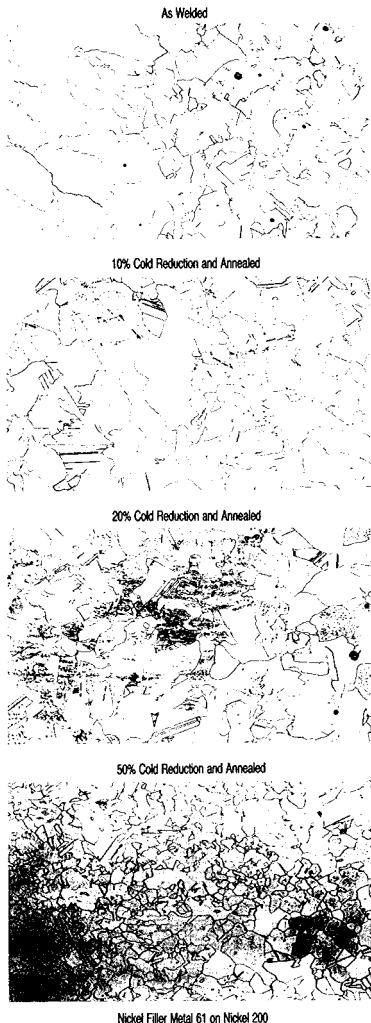 As Welded
10% Cold Reduction and Annealed
20% Cold Reduction and Annealed
50% Cold Reduction and Annealed
Nickel Filler Metal 61 on Nickel 200